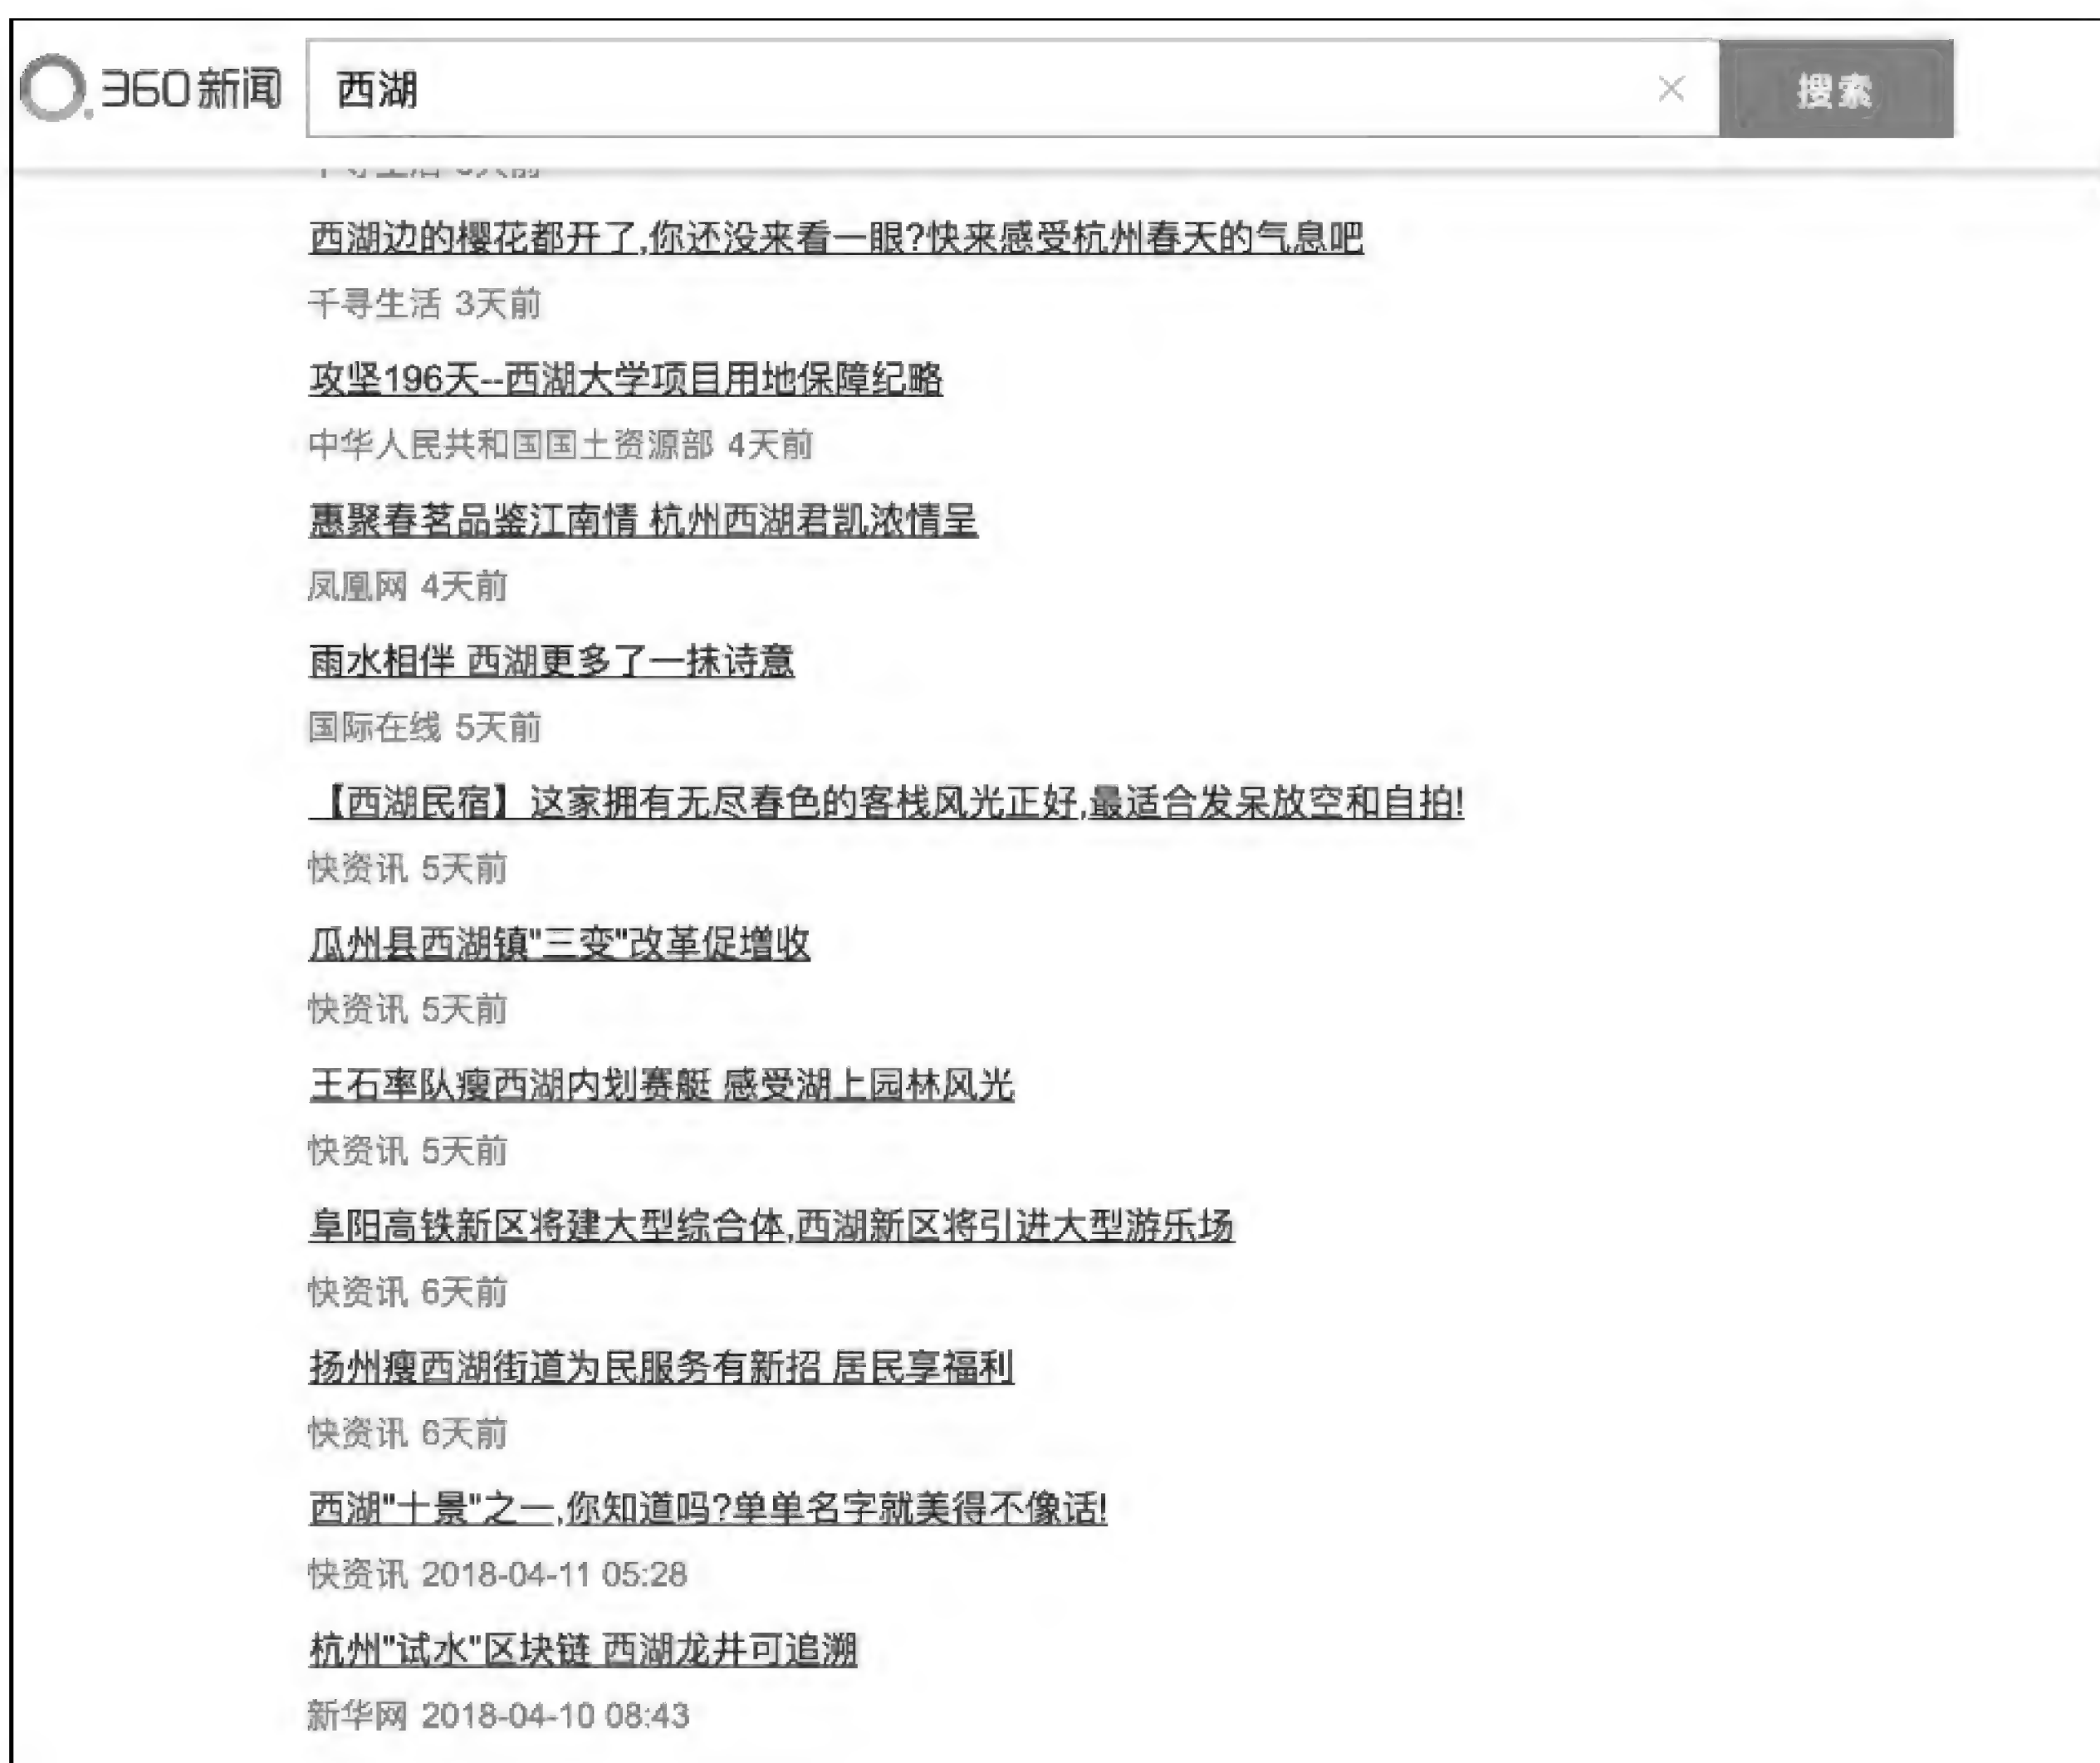 360新闻
西湖
搜索
西湖边的樱花都开了,你还没来看一眼?快来感受杭州春天的气息吧
千寻生活 3天前
攻坚196天--西湖大学项目用地保障纪略
中华人民共和国国土资源部 4天前
惠聚春茗品鉴江南情 杭州西湖君凯浓情呈
凤凰网 4天前
雨水相伴 西湖更多了一抹诗意
国际在线 5天前
【西湖民宿】这家拥有无尽春色的客栈风光正好,最适合发呆放空和自拍!
快资讯 5天前
瓜州县西湖镇"三变"改革促增收
快资讯 5天前
王石率队瘦西湖内划赛艇 感受湖上园林风光
快资讯 5天前
阜阳高铁新区将建大型综合体,西湖新区将引进大型游乐场
快资讯 6天前
扬州瘦西湖街道为民服务有新招 居民享福利
快资讯 6天前
西湖"十景"之一,你知道吗?单单名字就美得不像话!
快资讯 2018-04-11 05:28
杭州"试水"区块链 西湖龙井可追溯
新华网 2018-04-10 08:43